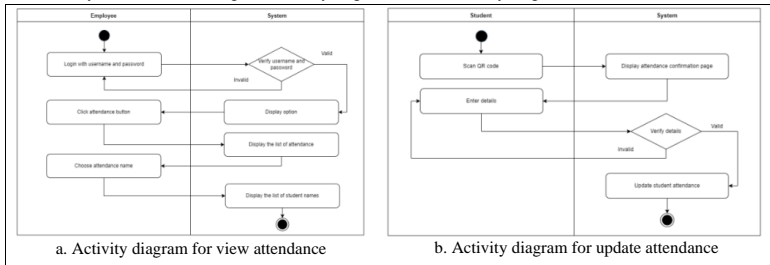 Employee
System
Login with username and password
Verify username and
password
Valid
Invalid
Click attendance button
Display option
Display the list of attendance
Choose attendance name
Display the list of student names
a. Activity diagram for view attendance
Student
System
Scan QR code
Display attendance confirmation page
Enter details
Verify details
Valid
Invalid
Update student attendance
b. Activity diagram for update attendance